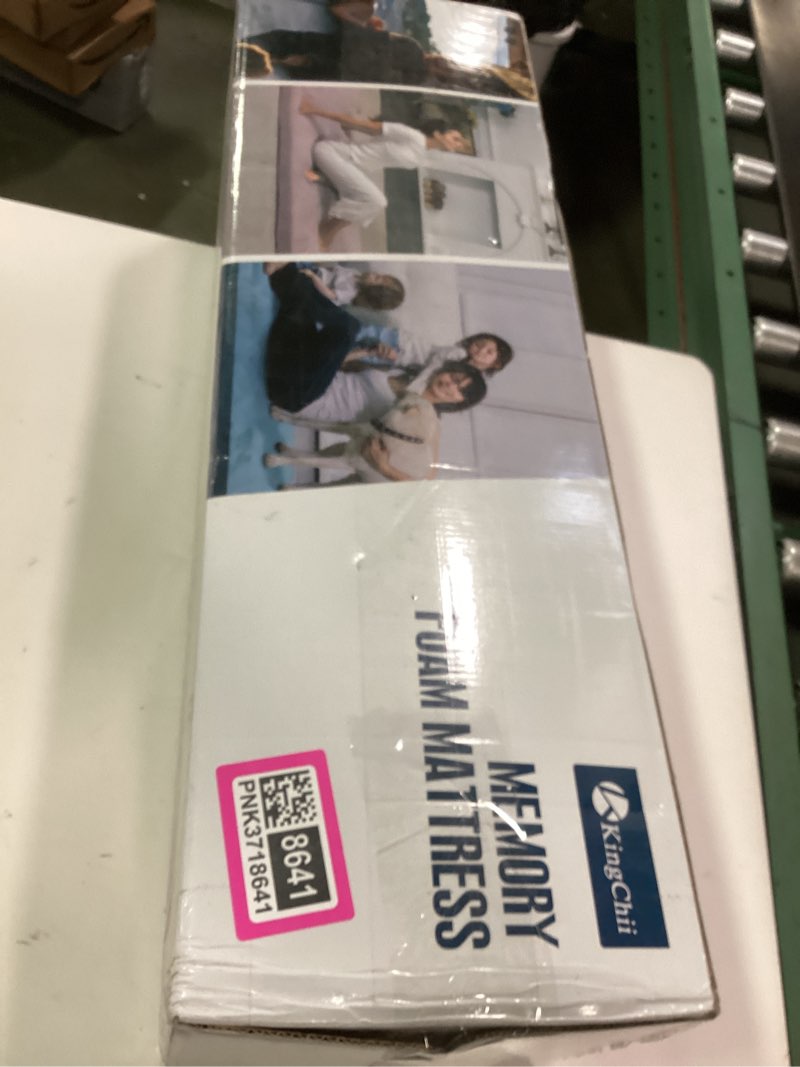 KingChii
MEMORY
FOAM MATTRESS
8641
PNK3718641